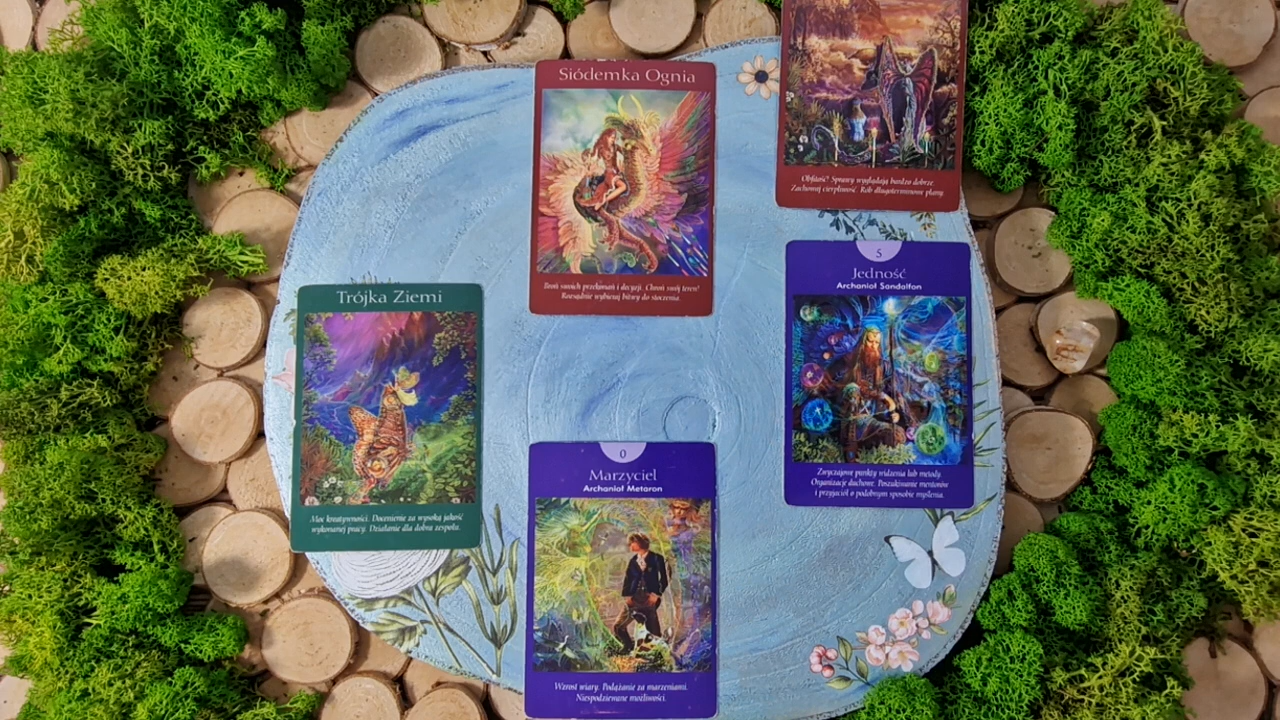 Siódemka Ognia
Broń swoich przekonań i decyzji. Chroń swój teren!
Rozsądnie wybieraj bitwy do stoczenia.
Obfitość? Sprawy wyglądają bardzo dobrze.
Zachowaj cierpliwość. Rób długoterminowe plany
Trójka Ziemi
Moc kreatywności. Docenienie za wysoką jakość
wykonanej pracy. Działanie dla dobra zespołu.
5
Jedność
Archanioł Sandalfon
Zwyczajowe punkty widzenia lub metody.
Organizacje duchowe. Poszukiwanie mentorów
i przyjaciół o podobnym sposobie myślenia.
0
Marzyciel
Archanioł Metaron
Wzrost wiary. Podążanie za marzeniami.
Niespodziewane możliwości.